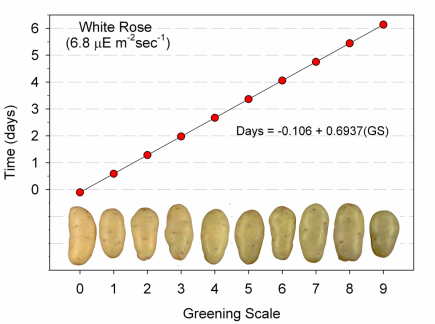 White Rose
(6.8 µE m⁻²sec⁻¹)
6
5
4
3
2
1
0
Time (days)
Days = -0.106 + 0.6937(GS)
0 1 2 3 4 5 6 7 8 9
Greening Scale